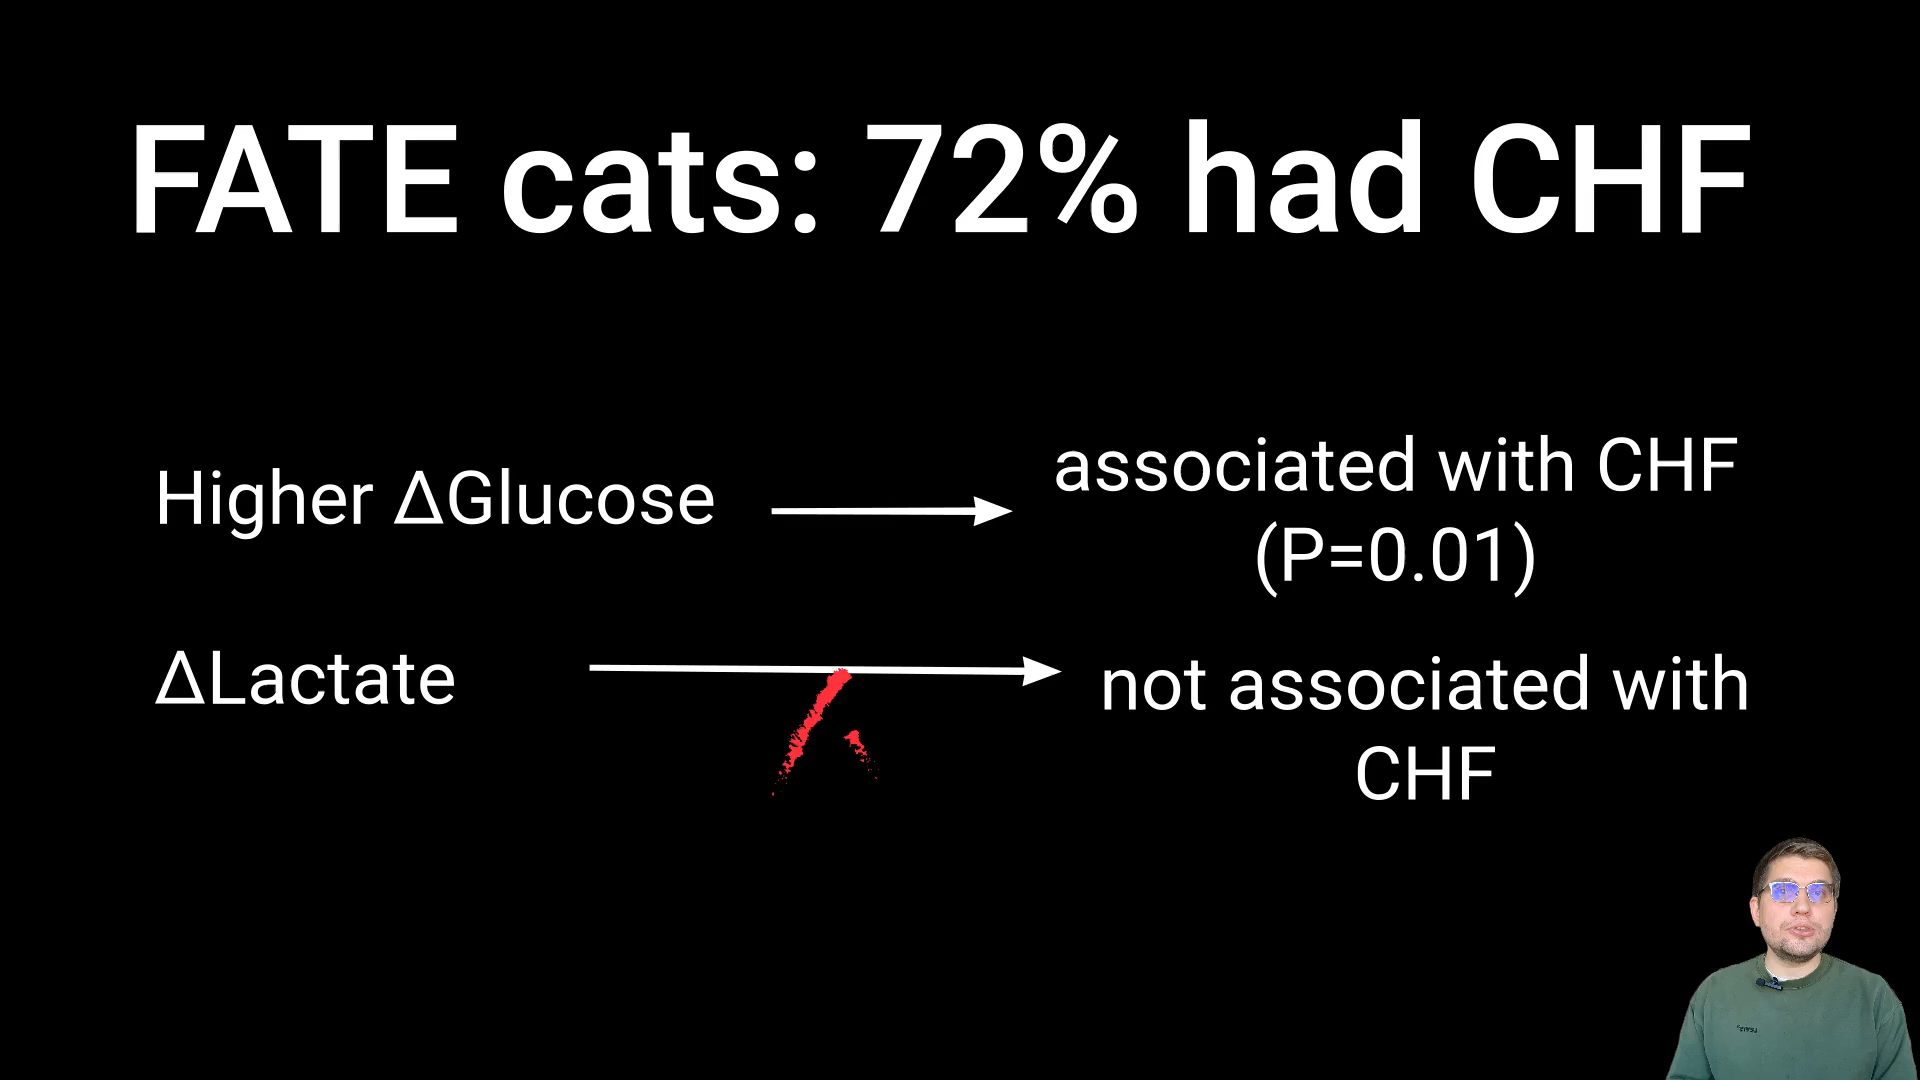 FATE cats: 72% had CHF
Higher ΔGlucose
associated with CHF
(P=0.01)
ΔLactate
not associated with
CHF